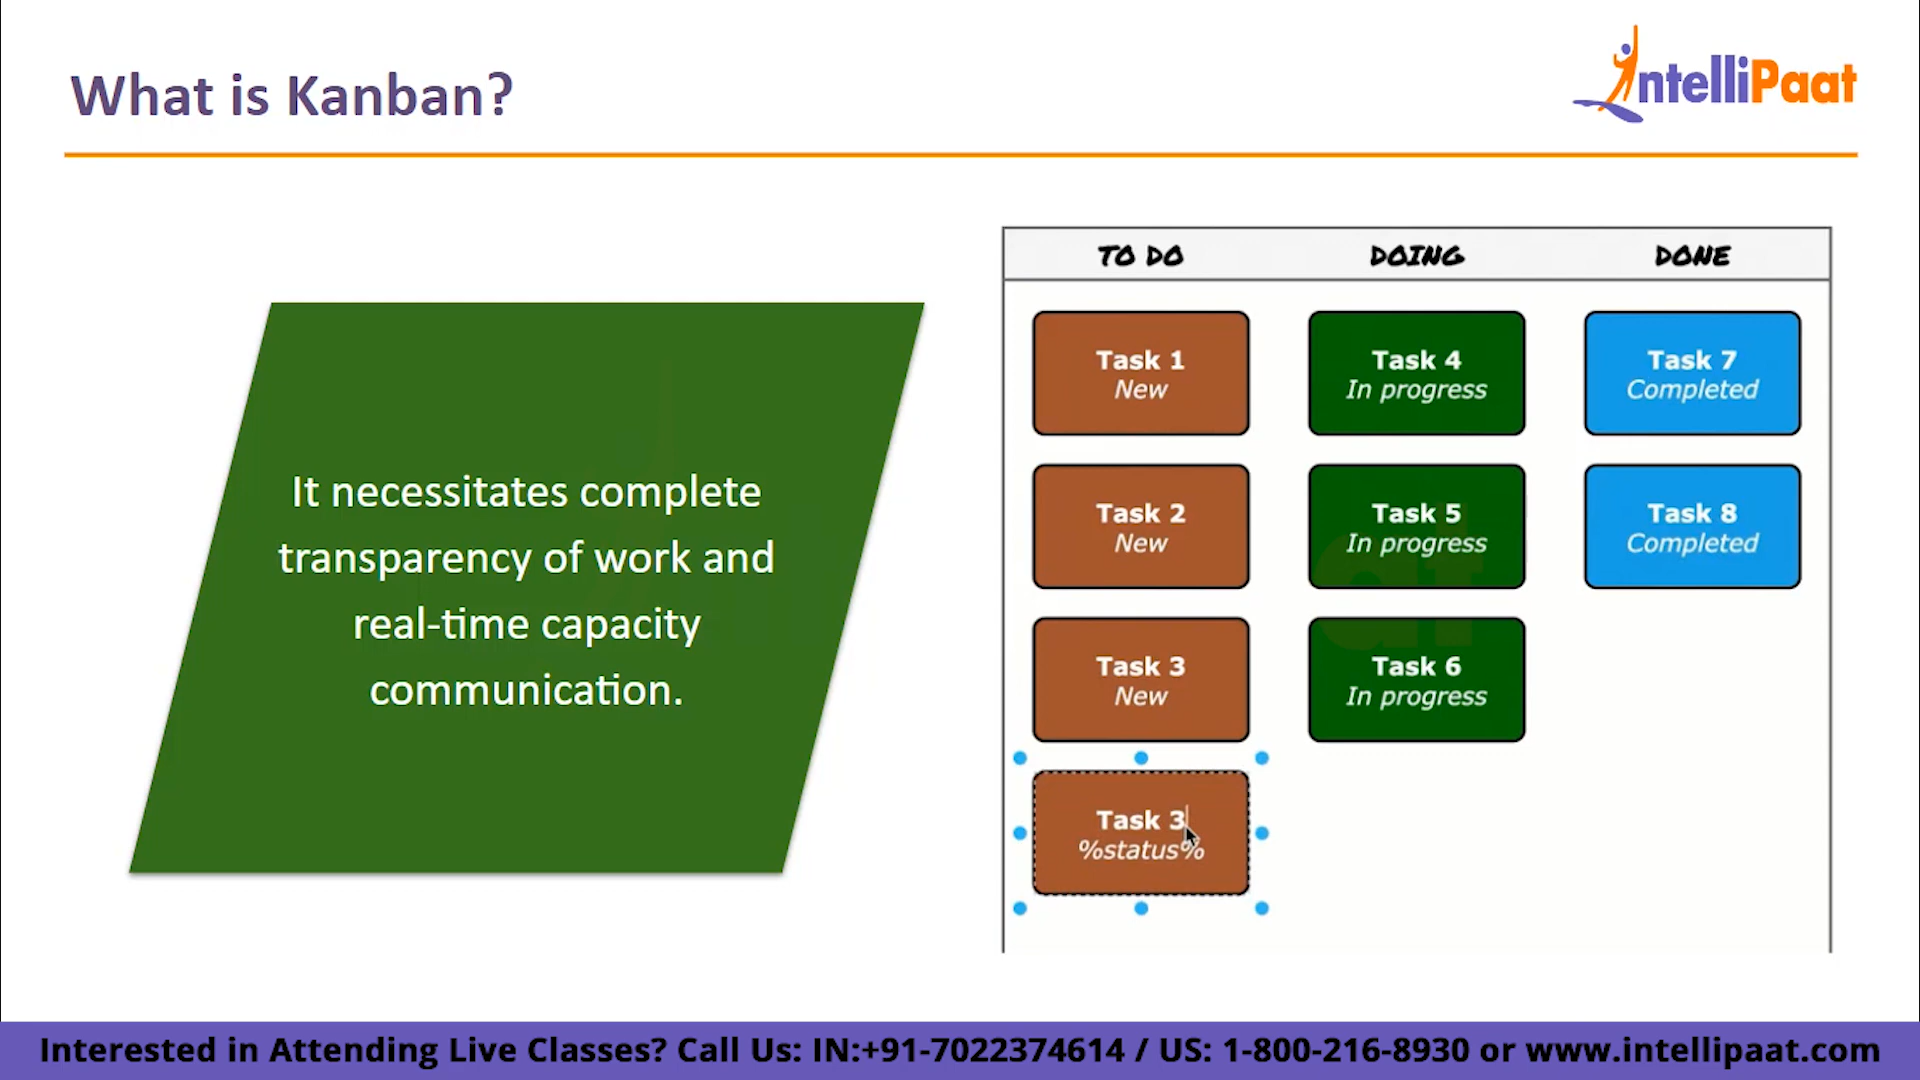 What is Kanban?
IntelliPaat
It necessitates complete
transparency of work and
real-time capacity
communication.
TO DO DOING DONE
Task 1
New
Task 4
In progress
Task 7
Completed
Task 2
New
Task 5
In progress
Task 8
Completed
Task 3
New
Task 6
In progress
Task 3
%status%
Interested in Attending Live Classes? Call Us: IN:+91-7022374614 / US: 1-800-216-8930 or www.intellipaat.com